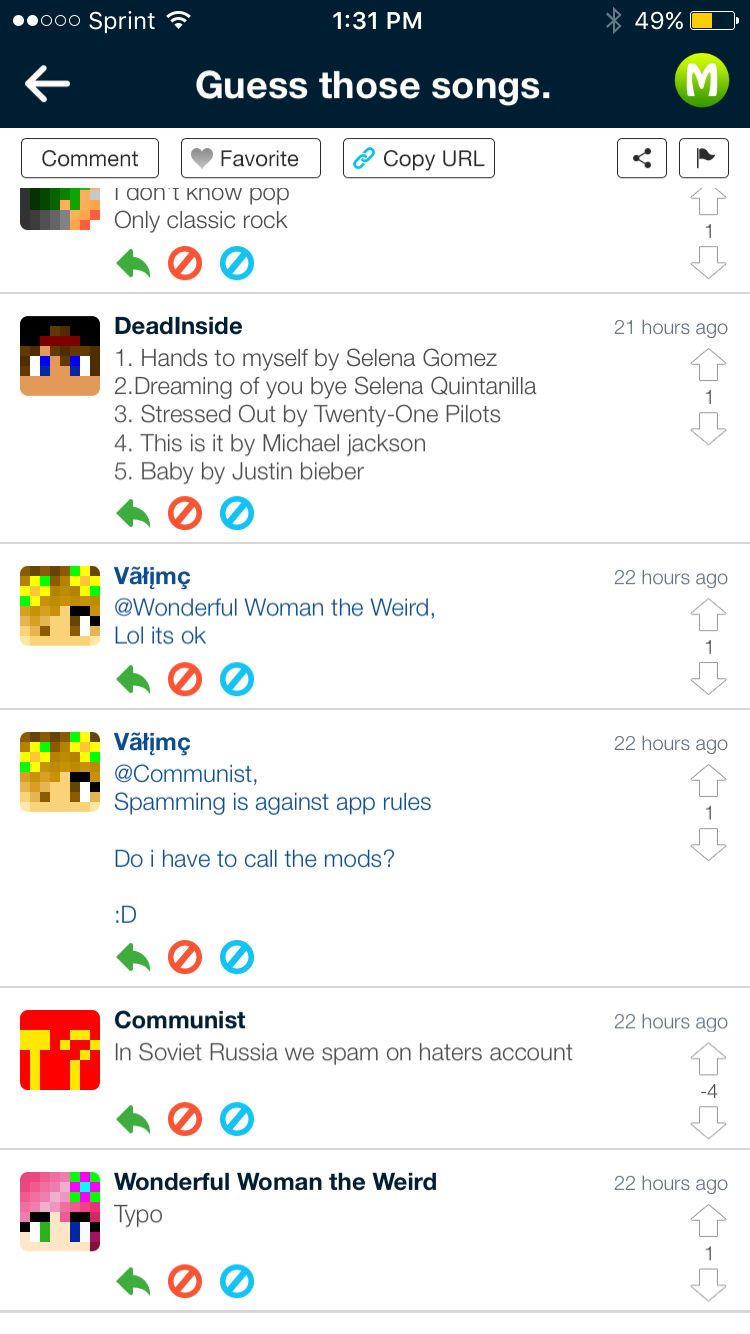 Sprint 1:31 PM 49%
Guess those songs. M
Comment Favorite Copy URL
I don't know pop
Only classic rock
1
DeadInside 21 hours ago
1. Hands to myself by Selena Gomez
2.Dreaming of you bye Selena Quintanilla
3. Stressed Out by Twenty-One Pilots
1
4. This is it by Michael jackson
5. Baby by Justin bieber
Vãłįmç 22 hours ago
@Wonderful Woman the Weird,
Lol its ok
1
Vãłįmç 22 hours ago
@Communist,
Spamming is against app rules
1
Do i have to call the mods?
:D
Communist 22 hours ago
In Soviet Russia we spam on haters account
-4
Wonderful Woman the Weird 22 hours ago
Typo
1